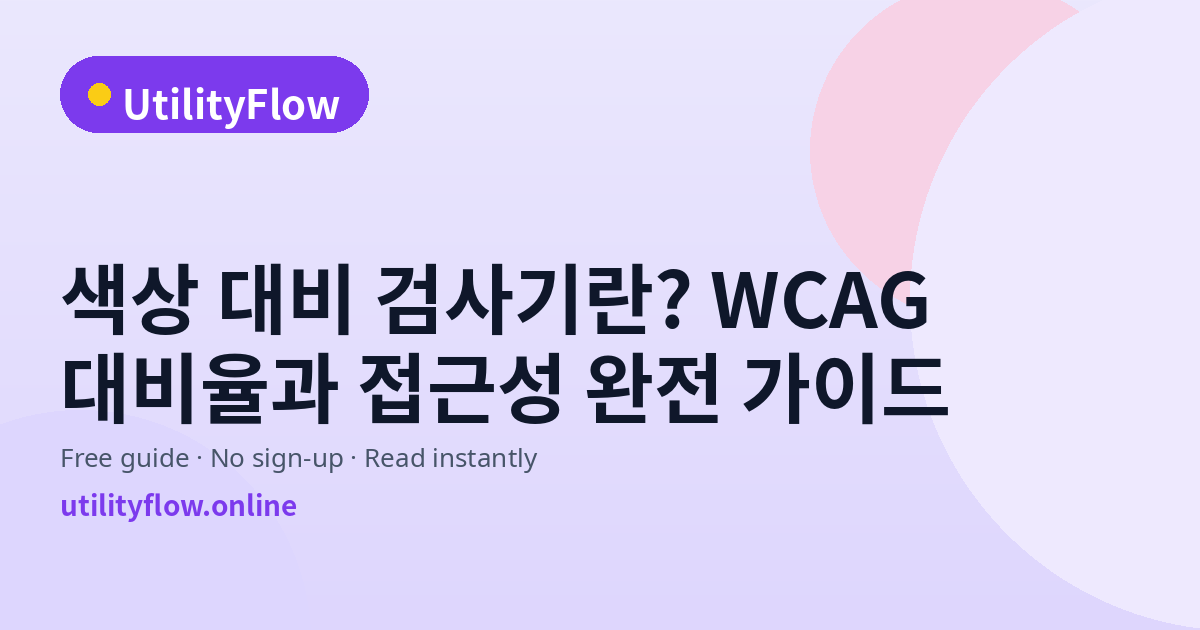 UtilityFlow
색상 대비 검사기란? WCAG
대비율과 접근성 완전 가이드
Free guide · No sign-up · Read instantly
utilityflow.online